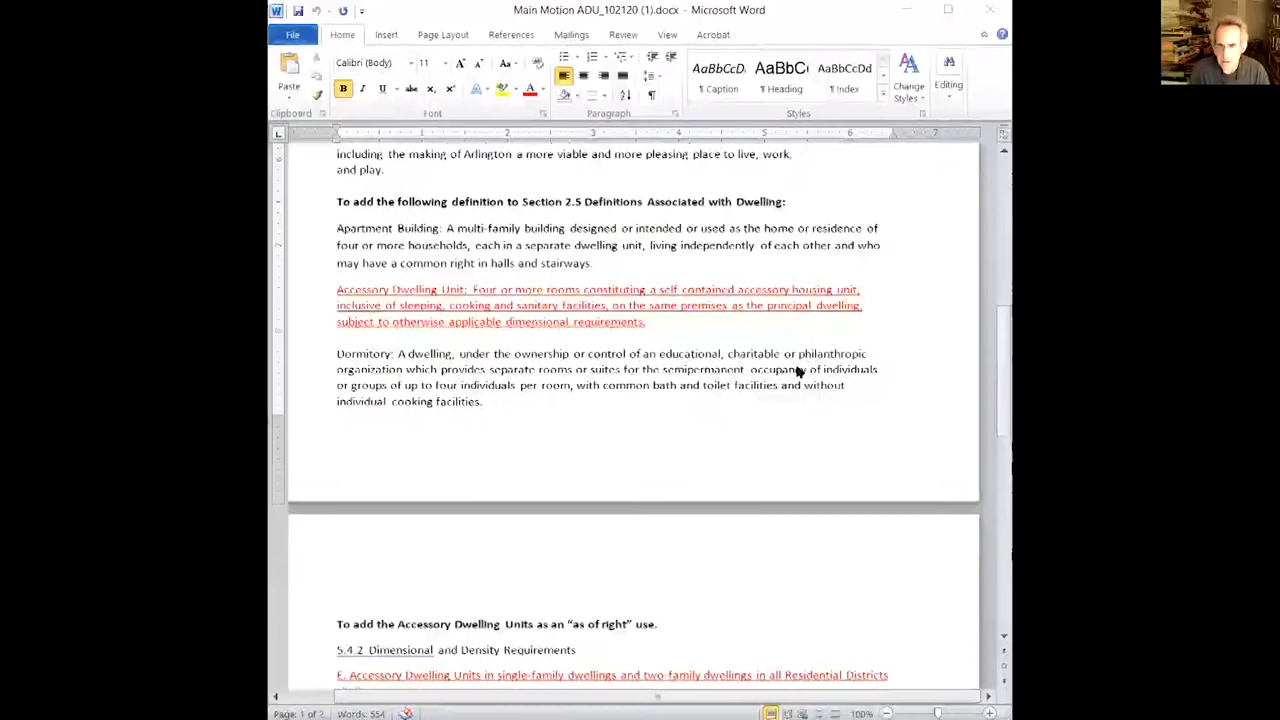 Main Motion ADU_102120 (1).docx - Microsoft Word
File Home Insert Page Layout References Mailings Review View Acrobat
Calibri (Body) 11
Paste
AaBbCcD. AaBbC( AaBbCcDd
¶ Caption ¶ Heading ¶ Index
Change Styles Editing
Clipboard Font Paragraph Styles
1 2 3 4 5 6 7
including the making of Arlington a more viable and more pleasing place to live, work,
and play.
To add the following definition to Section 2.5 Definitions Associated with Dwelling:
Apartment Building: A multi-family building designed or intended or used as the home or residence of
four or more households, each in a separate dwelling unit, living independently of each other and who
may have a common right in halls and stairways.
Accessory Dwelling Unit: Four or more rooms constituting a self contained accessory housing unit,
inclusive of sleeping, cooking and sanitary facilities, on the same premises as the principal dwelling,
subject to otherwise applicable dimensional requirements.
Dormitory: A dwelling, under the ownership or control of an educational, charitable or philanthropic
organization which provides separate rooms or suites for the semipermanent occupancy of individuals
or groups of up to four individuals per room, with common bath and toilet facilities and without
individual cooking facilities.
To add the Accessory Dwelling Units as an “as of right” use.
5.4.2 Dimensional and Density Requirements
E. Accessory Dwelling Units in single-family dwellings and two-family dwellings in all Residential Districts
Page: 1 of 2 Words: 554 100%